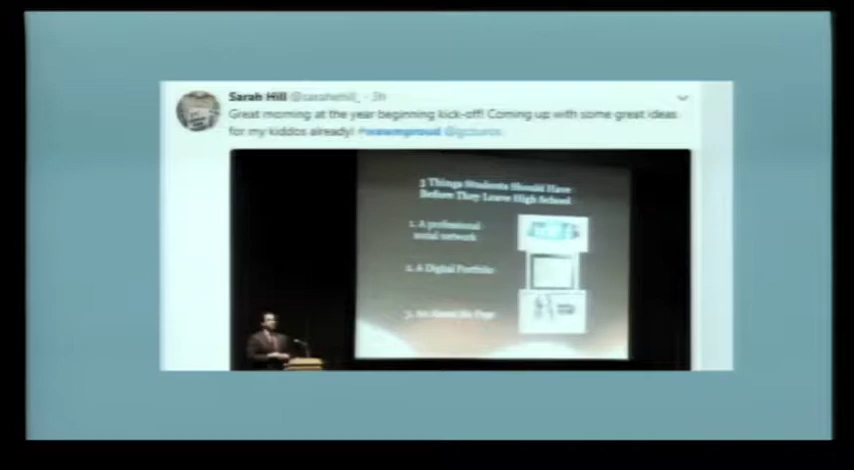 Sarah Hill @sarahehill_ · 3h
Great morning at the year beginning kick-off! Coming up with some great ideas
for my kiddos already!
3 Things Students Should Have
Before They Leave High School
1. A professional
social network
2. A Digital Portfolio
3. An About Me Page